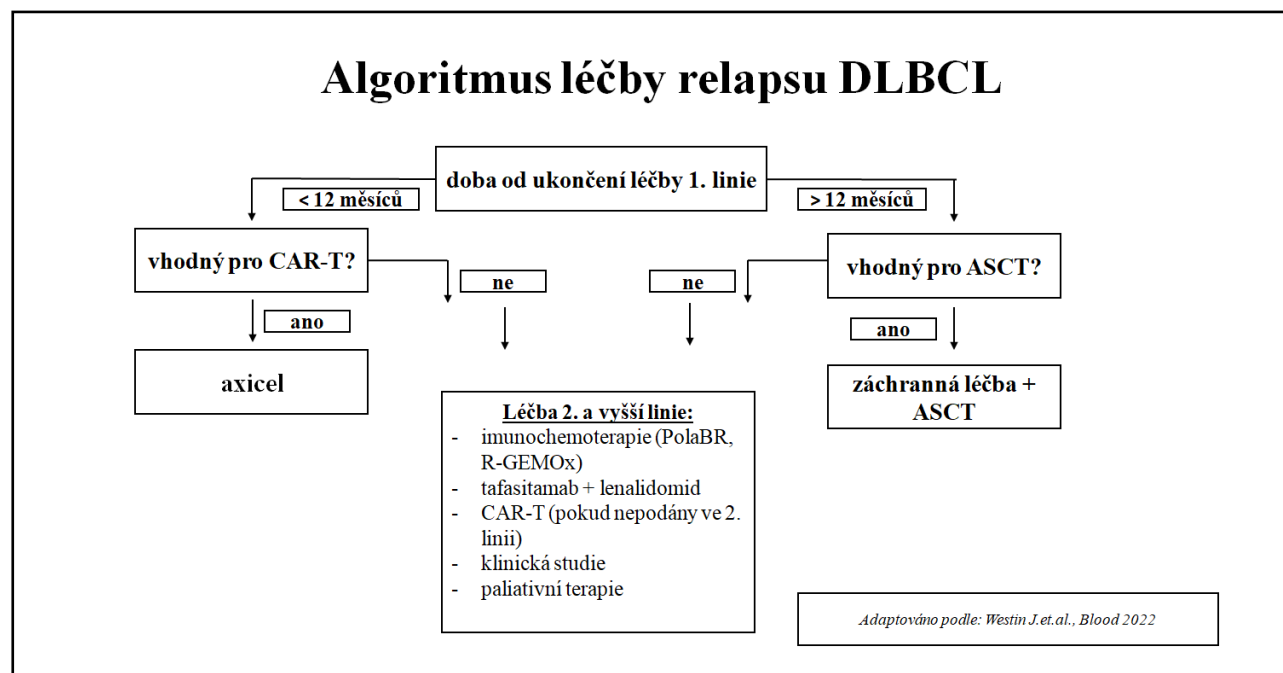 Algoritmus léčby relapsu DLBCL
doba od ukončení léčby 1. linie
< 12 měsíců
> 12 měsíců
vhodný pro CAR-T?
vhodný pro ASCT?
ne
ne
ano
ano
axicel
záchranná léčba +
ASCT
Léčba 2. a vyšší linie:
- imunochemoterapie (PolaBR,
R-GEMOx)
- tafasitamab + lenalidomid
- CAR-T (pokud nepodány ve 2.
linii)
- klinická studie
- paliativní terapie
Adaptováno podle: Westin J.et.al., Blood 2022